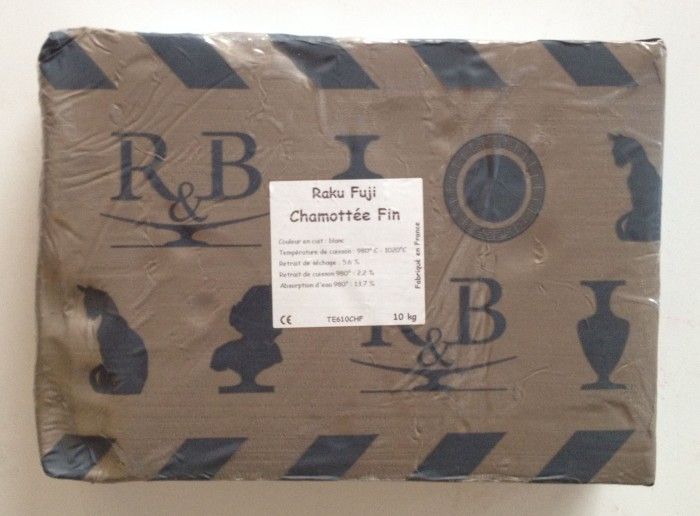 R&B
Raku Fuji
Chamottée Fin
Couleur en cuit : blanc
Température de cuisson : 980° C - 1020°C
Retrait de séchage : 5.6 %
Retrait de cuisson 980° : 2.2 %
Absorption d'eau 980° : 13.7 %
Fabriqué en France
CE TE610CHF 10 kg
R&B